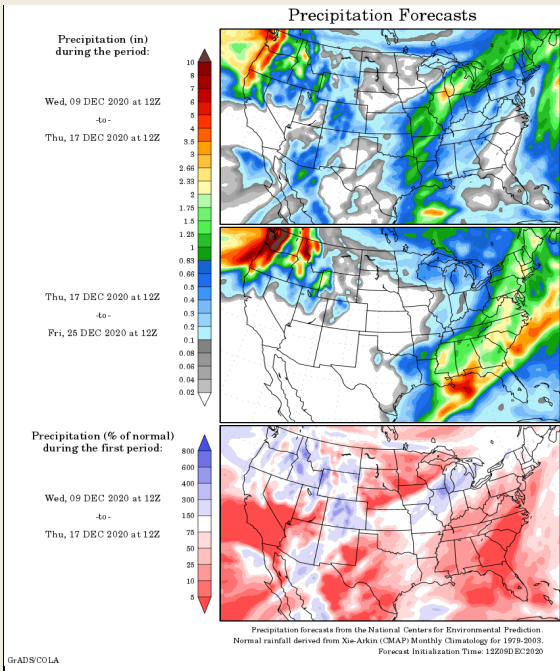 Precipitation Forecasts
Precipitation (in)
during the period:
Wed, 09 DEC 2020 at 12Z
-to-
Thu, 17 DEC 2020 at 12Z
10
8
7
6
5
4
3.5
3
2.66
2.33
2
1.75
1.5
1.25
1
0.83
0.66
0.5
0.4
0.3
0.2
0.1
0.08
0.06
0.04
0.02
Thu, 17 DEC 2020 at 12Z
-to-
Fri, 25 DEC 2020 at 12Z
Precipitation (% of normal)
during the first period:
Wed, 09 DEC 2020 at 12Z
-to-
Thu, 17 DEC 2020 at 12Z
800
600
400
300
150
75
50
25
10
5
Precipitation forecasts from the National Centers for Environmental Prediction.
Normal rainfall derived from Xie-Arkin (CMAP) Monthly Climatology for 1979-2003.
Forecast Initialization Time: 12Z09DEC2020
GrADS/COLA